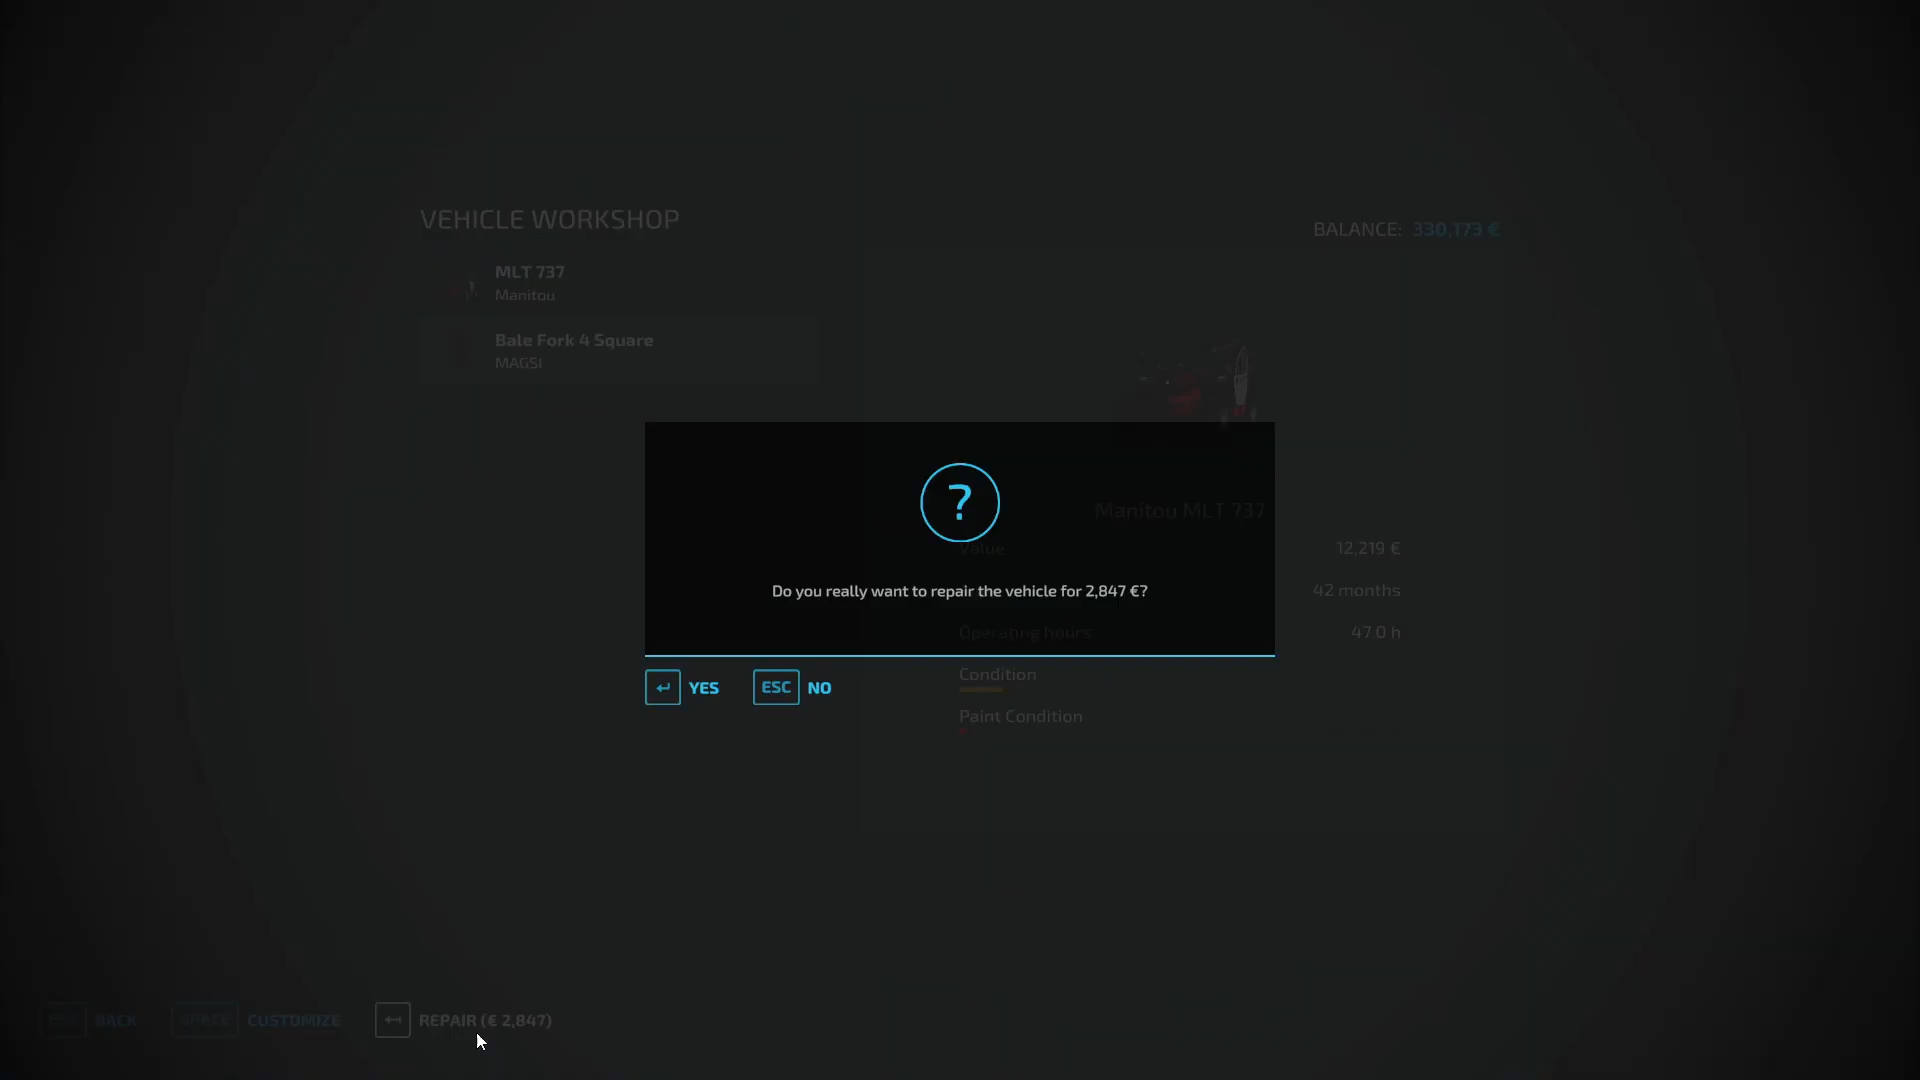 VEHICLE WORKSHOP
BALANCE: 330,173 €
MLT 737
Manitou
Bale Fork 4 Square
MAGSI
?
Manitou MLT 737
Value 12,219 €
Do you really want to repair the vehicle for 2,847 €?
42 months
Operating hours 47.0 h
Condition
Paint Condition
YES
ESC NO
ESC BACK
SPACE CUSTOMIZE
REPAIR (€ 2,847)